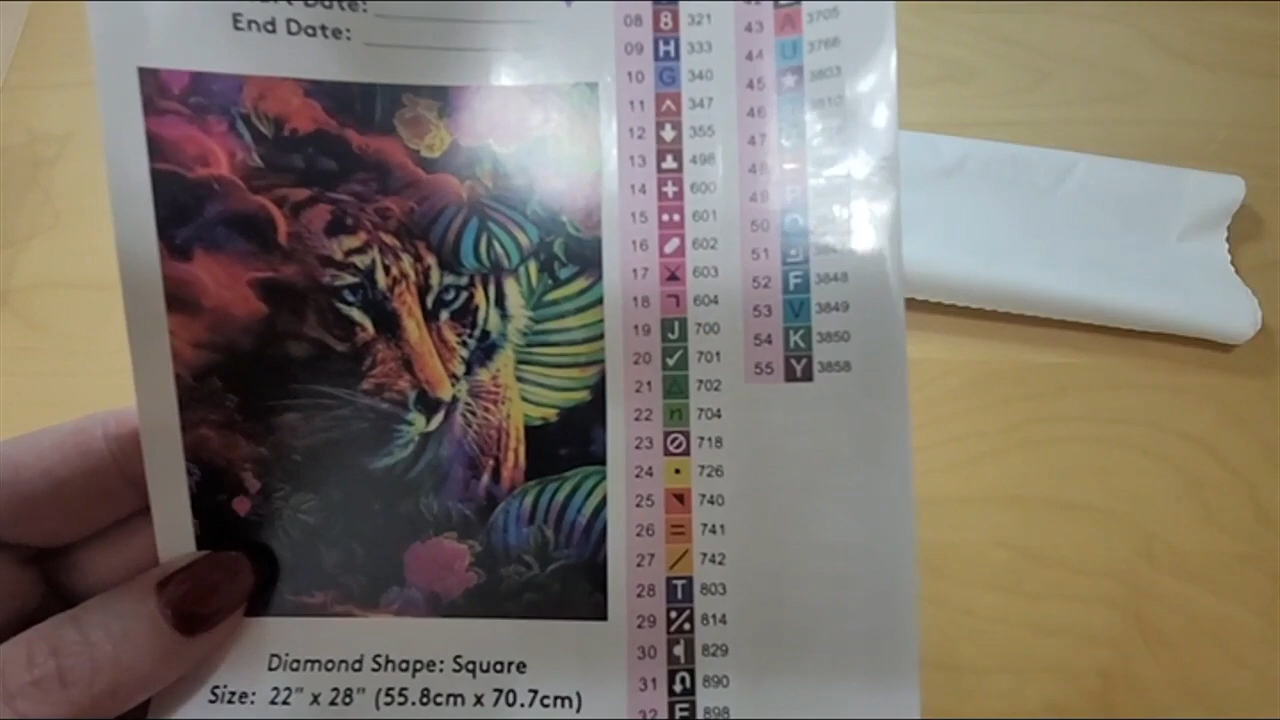 Date:
End Date:
Diamond Shape: Square
Size: 22" x 28" (55.8cm x 70.7cm)
08 8 321
09 H 333
10 G 340
11 ^ 347
12 355
13 498
14 + 600
15 •• 601
16 602
17 603
18 ┐ 604
19 J 700
20 ✓ 701
21 △ 702
22 n 704
23 ⊘ 718
24 • 726
25 ◥ 740
26 = 741
27 / 742
28 T 803
29 % 814
30 829
31 890
32 898
43 A 3705
44 U 3766
45 ★ 3803
46
47
48
49 P
50
51
52 F 3848
53 V 3849
54 K 3850
55 Y 3858